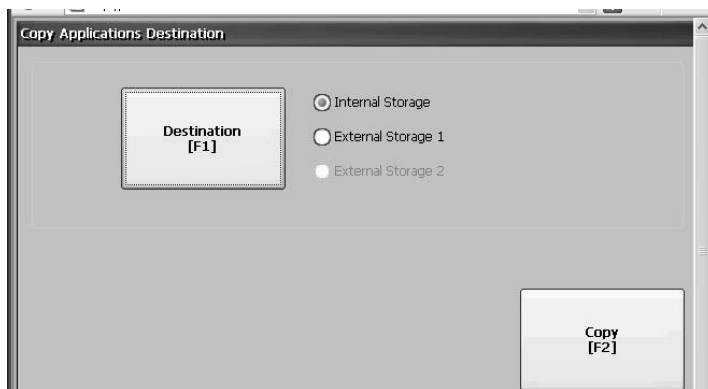 Copy Applications Destination
Destination
[F1]
Internal Storage
External Storage 1
External Storage 2
Copy
[F2]